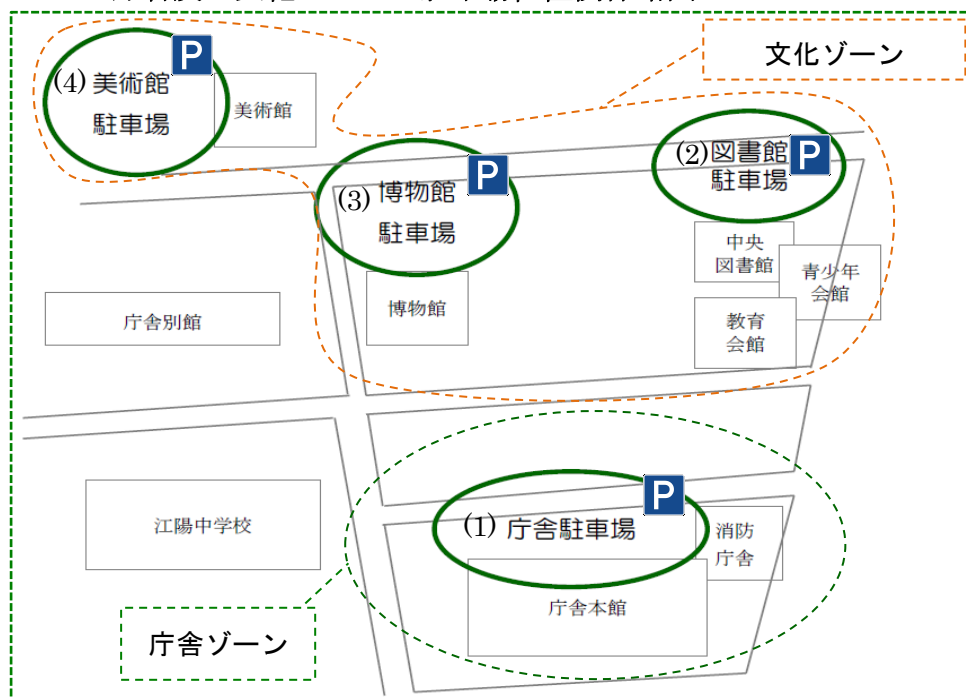 文化ゾーン
P
(4) 美術館
駐車場
美術館
P
(3) 博物館
駐車場
P
(2) 図書館
駐車場
中央
図書館
青少年
会館
教育
会館
博物館
庁舎別館
江陽中学校
P
(1) 庁舎駐車場
消防
庁舎
庁舎本館
庁舎ゾーン